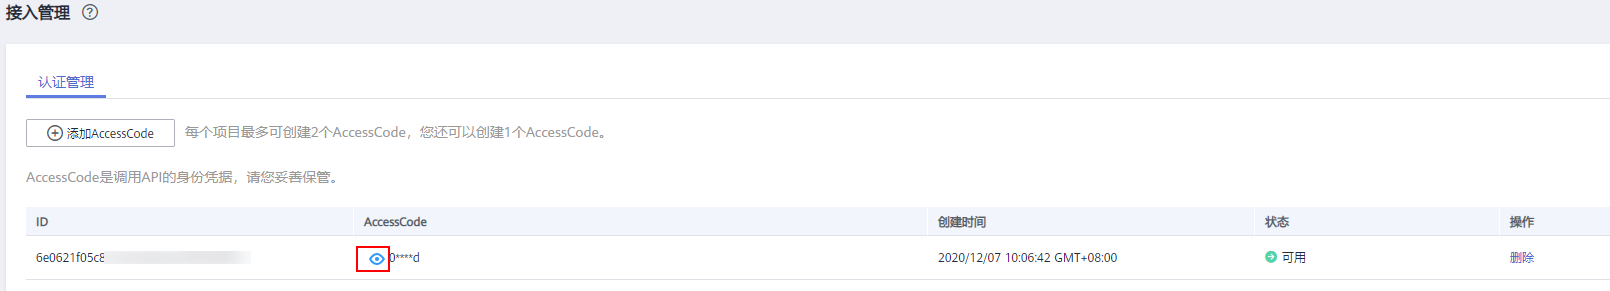 接入管理 ?
认证管理
添加AccessCode 每个项目最多可创建2个AccessCode，您还可以创建1个AccessCode。
AccessCode是调用API的身份凭据，请您妥善保管。
ID AccessCode 创建时间 状态 操作
6e0621f05c8 0****d 2020/12/07 10:06:42 GMT+08:00 可用 删除